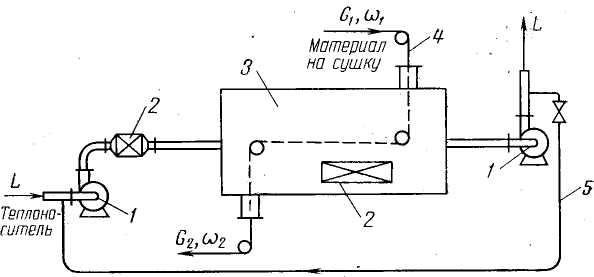 G₁, ω₁
4
Материал
на сушку
L
3
2
1
L
1
Теплоно-
ситель
2
5
G₂, ω₂